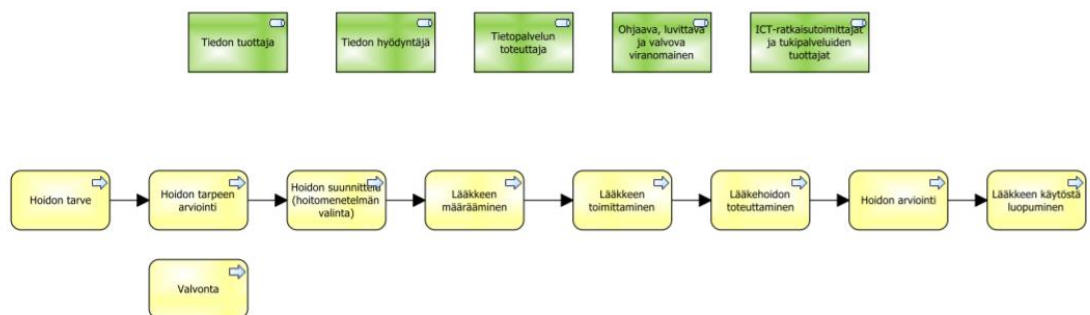 Tiedon tuottaja
Tiedon hyödyntäjä
Tietopalvelun
toteuttaja
Ohjaava, luvittava
ja valvova
viranomainen
ICT-ratkaisutoimittajat
ja tukipalveluiden
tuottajat
Hoidon tarve
Hoidon tarpeen
arviointi
Hoidon suunnittelu
(hoitomenetelmän
valinta)
Lääkkeen
määrääminen
Lääkkeen
toimittaminen
Lääkehoidon
toteuttaminen
Hoidon arviointi
Lääkkeen käytöstä
luopuminen
Valvonta